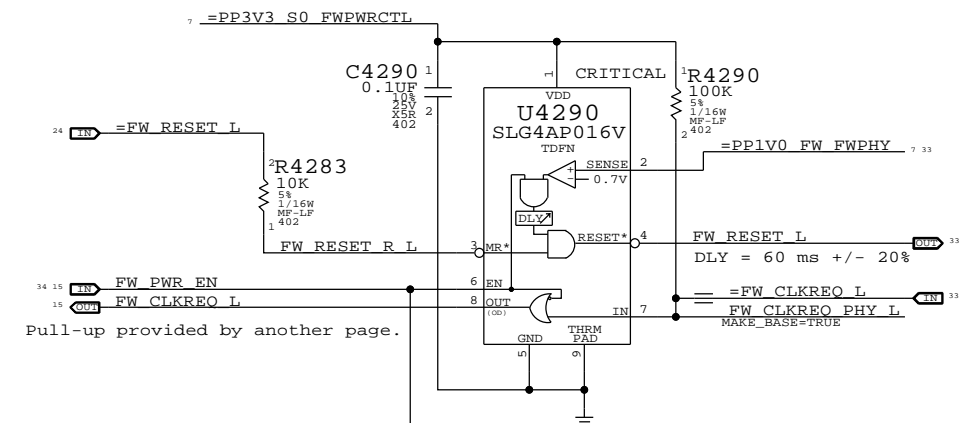 7 =PP3V3_S0_FWPWRCTL
C4290 1
0.1UF
10%
25V
X5R 2
402
1
CRITICAL
1 R4290
100K
5%
1/16W
MF-LF
2 402
VDD
U4290
SLG4AP016V
TDFN
24 IN =FW_RESET_L
=PP1V0_FW_FWPHY 7 33
SENSE 2
+
- 0.7V
2 R4283
10K
5%
1/16W
MF-LF
1 402
DLY
FW_RESET_R_L 3 MR*
RESET* 4 FW_RESET_L OUT 33
DLY = 60 ms +/- 20%
34 15 IN FW_PWR_EN 6 EN
15 OUT FW_CLKREQ_L 8 OUT
(OD)
=FW_CLKREQ_L IN 33
IN 7 FW_CLKREQ_PHY_L
MAKE_BASE=TRUE
Pull-up provided by another page.
GND
THRM
PAD
5
9